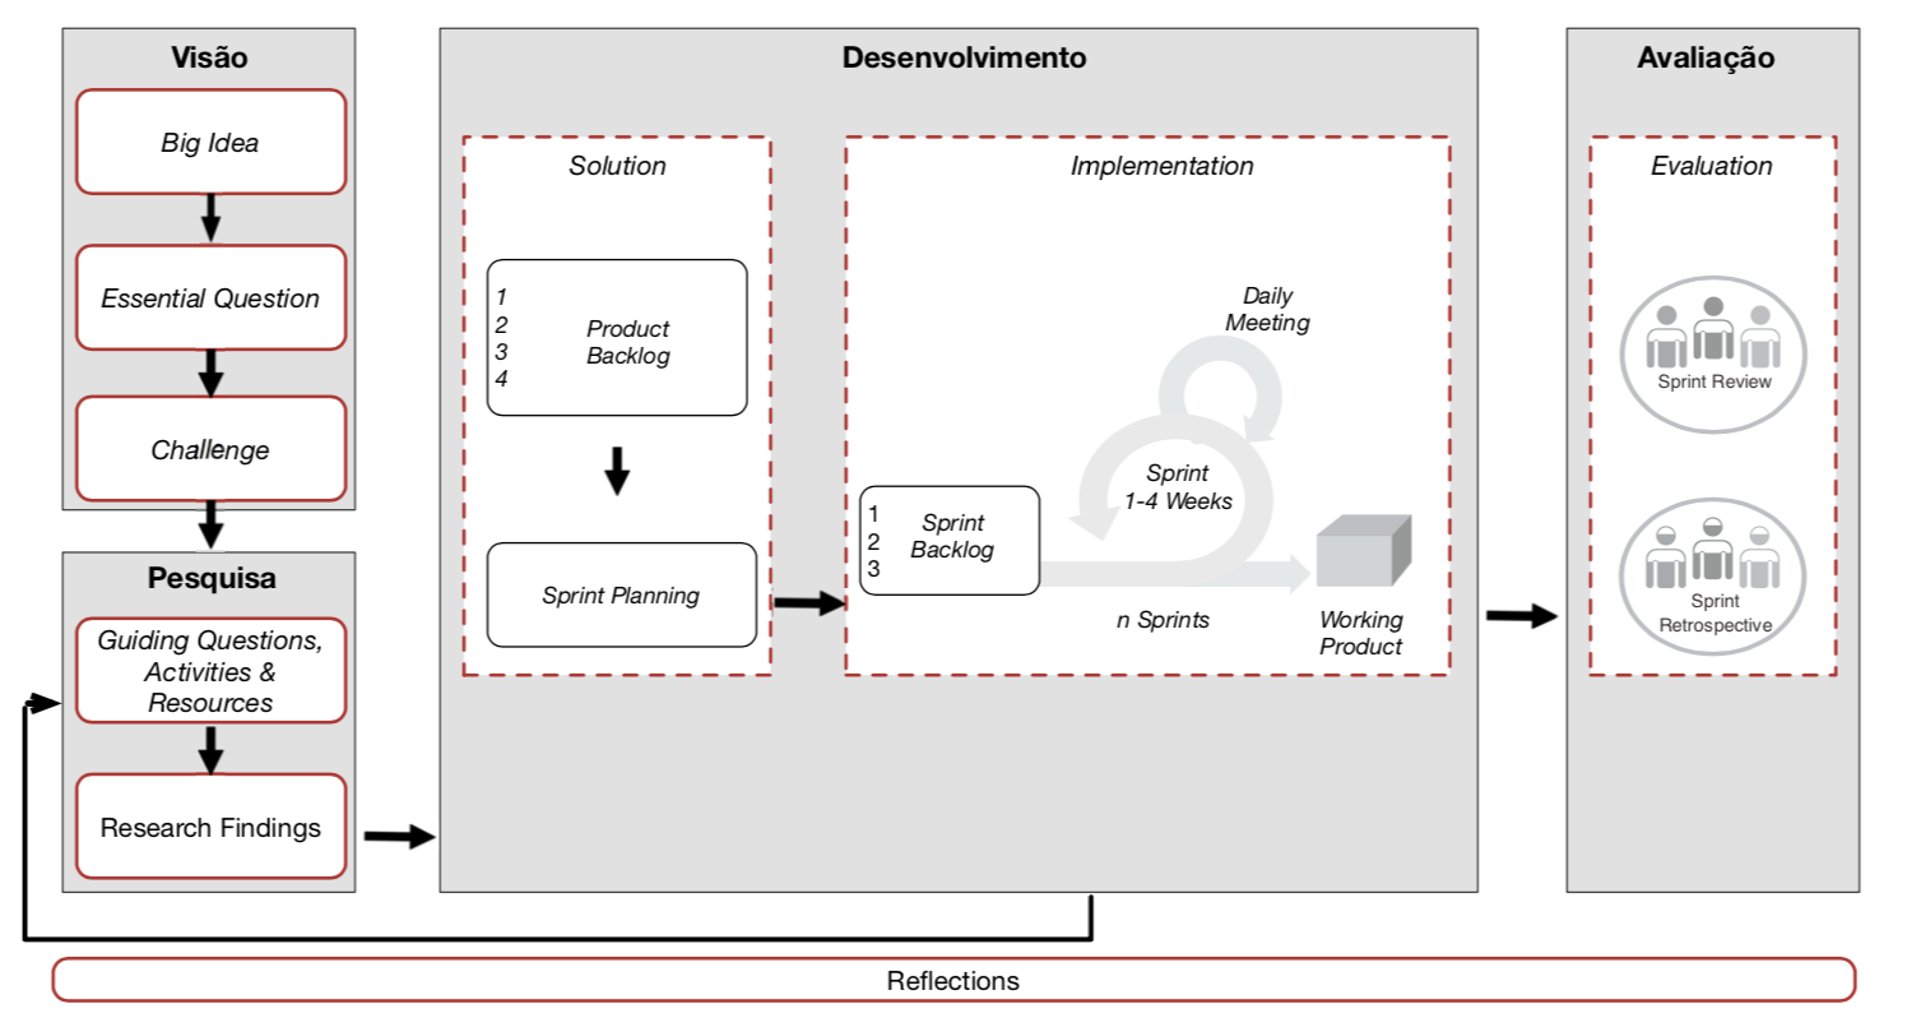 Visão
Big Idea
Essential Question
Challenge
Pesquisa
Guiding Questions,
Activities &
Resources
Research Findings
Desenvolvimento
Solution
1
2
3
4
Product
Backlog
Sprint Planning
Implementation
Daily
Meeting
Sprint
1-4 Weeks
1
2
3
Sprint
Backlog
n Sprints
Working
Product
Avaliação
Evaluation
Sprint Review
Sprint
Retrospective
Reflections